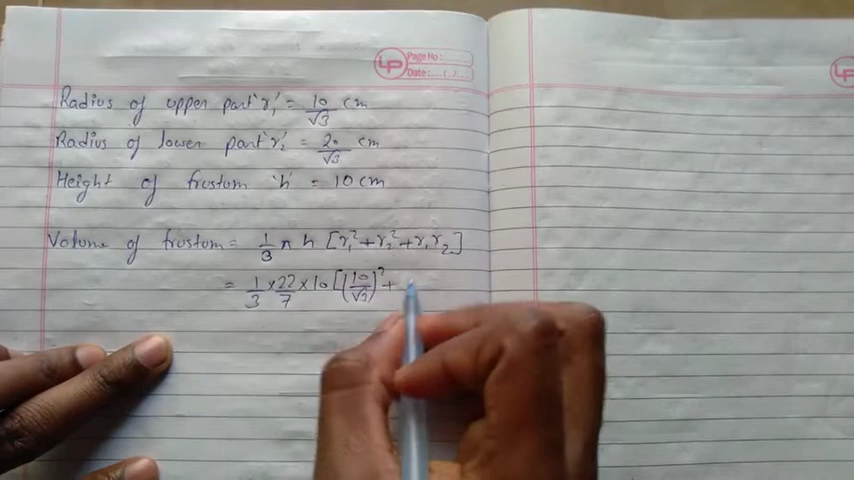 LP Page No:
Date:
Radius of upper part 'r₁' = 10/√3 cm
Radius of lower part 'r₂' = 20/√3 cm
Height of frustum 'h' = 10 cm
Volume of frustum = 1/3 π h [r₁² + r₂² + r₁r₂]
= 1/3 × 22/7 × 10 [(10/√3)² +
LP